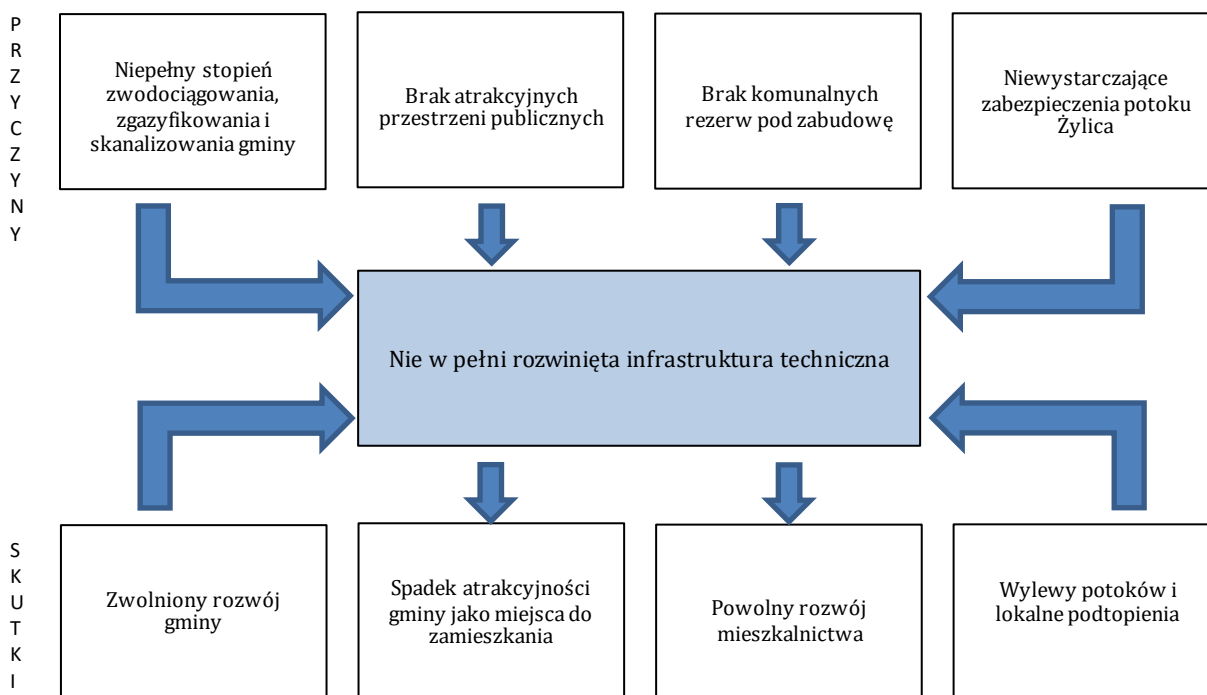 P
R
Z
Y
C
Z
Y
N
Y
Niepełny stopień
zwodociągowania,
zgazyfikowania i
skanalizowania gminy
Brak atrakcyjnych
przestrzeni publicznych
Brak komunalnych
rezerw pod zabudowę
Niewystarczające
zabezpieczenia potoku
Żylica
Nie w pełni rozwinięta infrastruktura techniczna
S
K
U
T
K
I
Zwolniony rozwój
gminy
Spadek atrakcyjności
gminy jako miejsca do
zamieszkania
Powolny rozwój
mieszkalnictwa
Wylewy potoków i
lokalne podtopienia